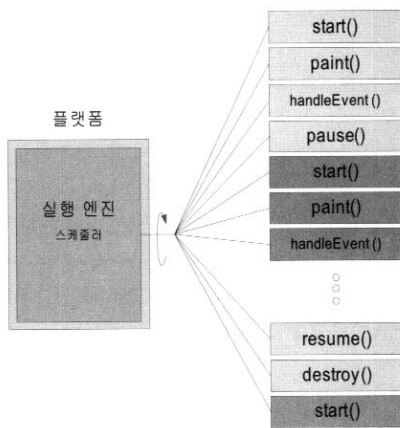 start()
paint()
handleEvent()
pause()
start()
paint()
handleEvent()
resume()
destroy()
start()
플랫폼
실행 엔진
스케줄러